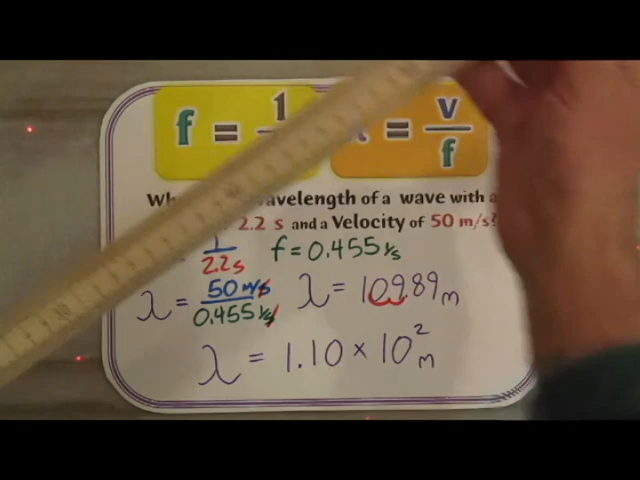 f = 1
= v/f
wavelength of a wave with a
2.2 s and a Velocity of 50 m/s?
1/2.2s f = 0.455 1/s
λ = 50 m/s / 0.455 1/s λ = 109.89 m
λ = 1.10 × 10² m